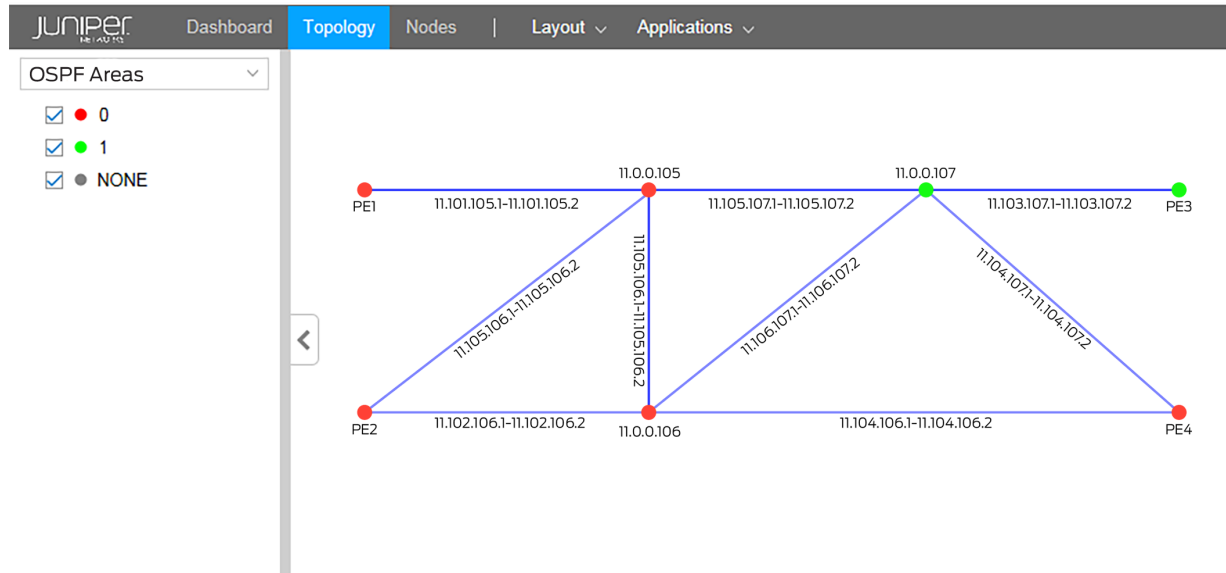 JUNIPER
NETWORKS
Dashboard
Topology
Nodes
|
Layout
Applications
OSPF Areas
0
1
NONE
11.0.0.105
11.0.0.107
PE1
11.101.105.1-11.101.105.2
11.105.107.1-11.105.107.2
11.103.107.1-11.103.107.2
PE3
11.105.106.1-11.105.106.2
11.105.106.1-11.105.106.2
11.106.107.1-11.106.107.2
11.104.107.1-11.104.107.2
PE2
11.102.106.1-11.102.106.2
11.0.0.106
11.104.106.1-11.104.106.2
PE4